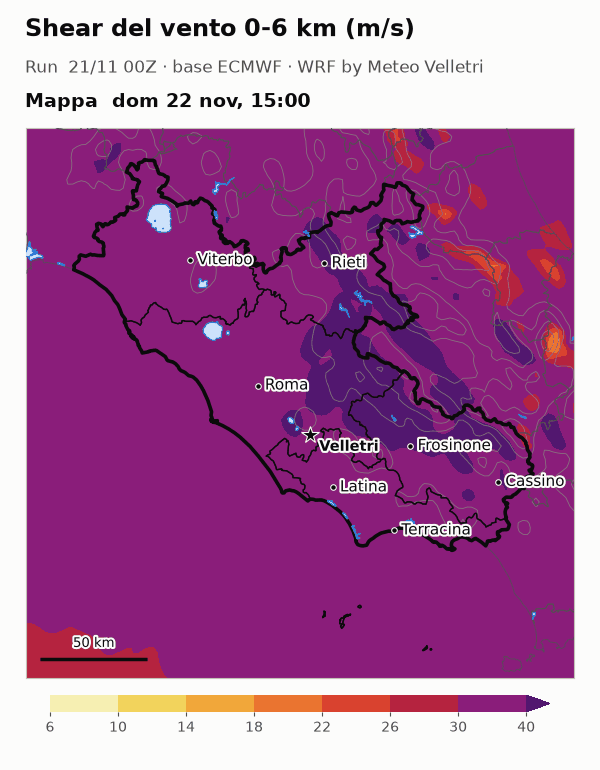 Shear del vento 0-6 km (m/s)
Run  21/11 00Z · base ECMWF · WRF by Meteo Velletri
Mappa  dom 22 nov, 15:00
Viterbo
Rieti
Roma
Velletri
Frosinone
Latina
Cassino
Terracina
50 km
6 10 14 18 22 26 30 40